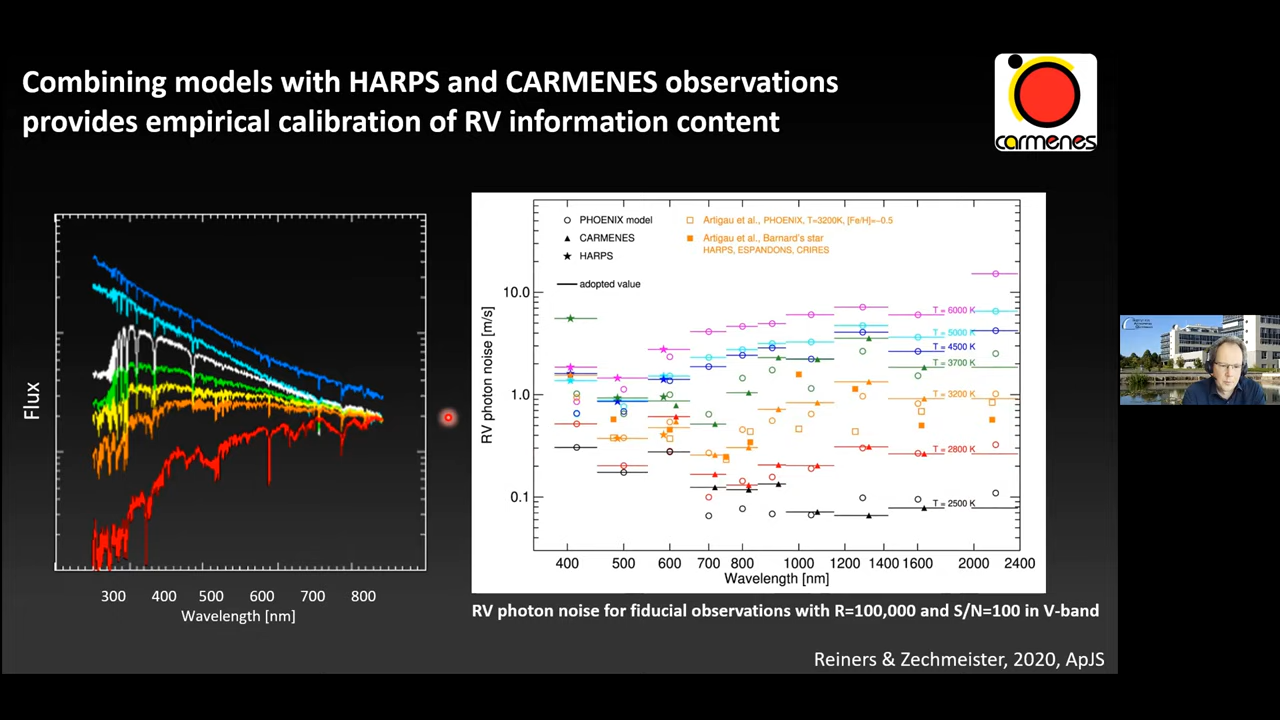 Combining models with HARPS and CARMENES observations
provides empirical calibration of RV information content
carmenes
Flux
300 400 500 600 700 800
Wavelength [nm]
RV photon noise [m/s]
10.0
1.0
0.1
PHOENIX model
CARMENES
HARPS
adopted value
Artigau et al., PHOENIX, T=3200K, [Fe/H]=-0.5
Artigau et al., Barnard's star
HARPS, ESPANDONS, CRIRES
T = 6000 K
T = 5000 K
T = 4500 K
T = 3700 K
T = 3200 K
T = 2800 K
T = 2500 K
400 500 600 700 800 1000 1200 1400 1600 2000 2400
Wavelength [nm]
RV photon noise for fiducial observations with R=100,000 and S/N=100 in V-band
Reiners & Zechmeister, 2020, ApJS